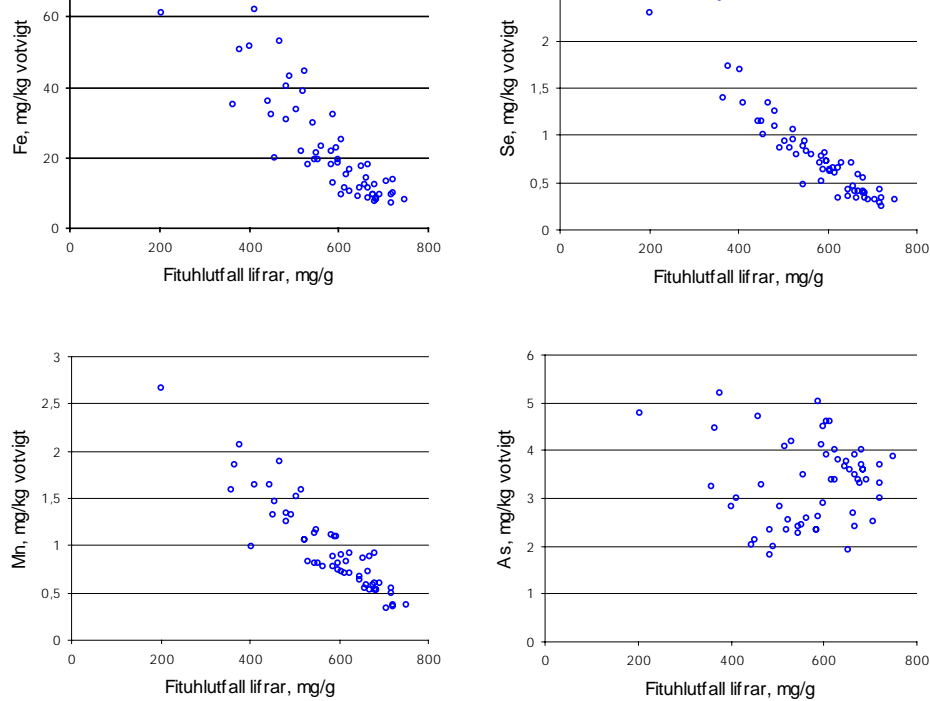 60
40
20
0
Fe, mg/kg votvigt
0 200 400 600 800
Fituhlutfall lifrar, mg/g
2
1,5
1
0,5
0
Se, mg/kg votvigt
0 200 400 600 800
Fituhlutfall lifrar, mg/g
3
2,5
2
1,5
1
0,5
0
Mn, mg/kg votvigt
0 200 400 600 800
Fituhlutfall lifrar, mg/g
6
5
4
3
2
1
0
As, mg/kg votvigt
0 200 400 600 800
Fituhlutfall lifrar, mg/g